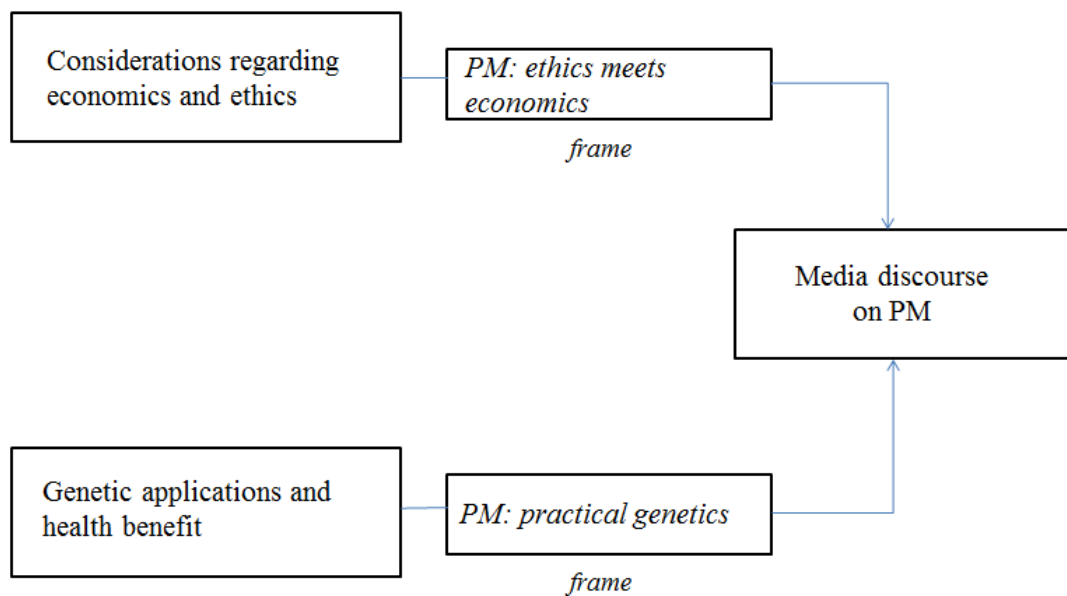 Considerations regarding
economics and ethics
PM: ethics meets
economics
frame
Media discourse
on PM
Genetic applications and
health benefit
PM: practical genetics
frame